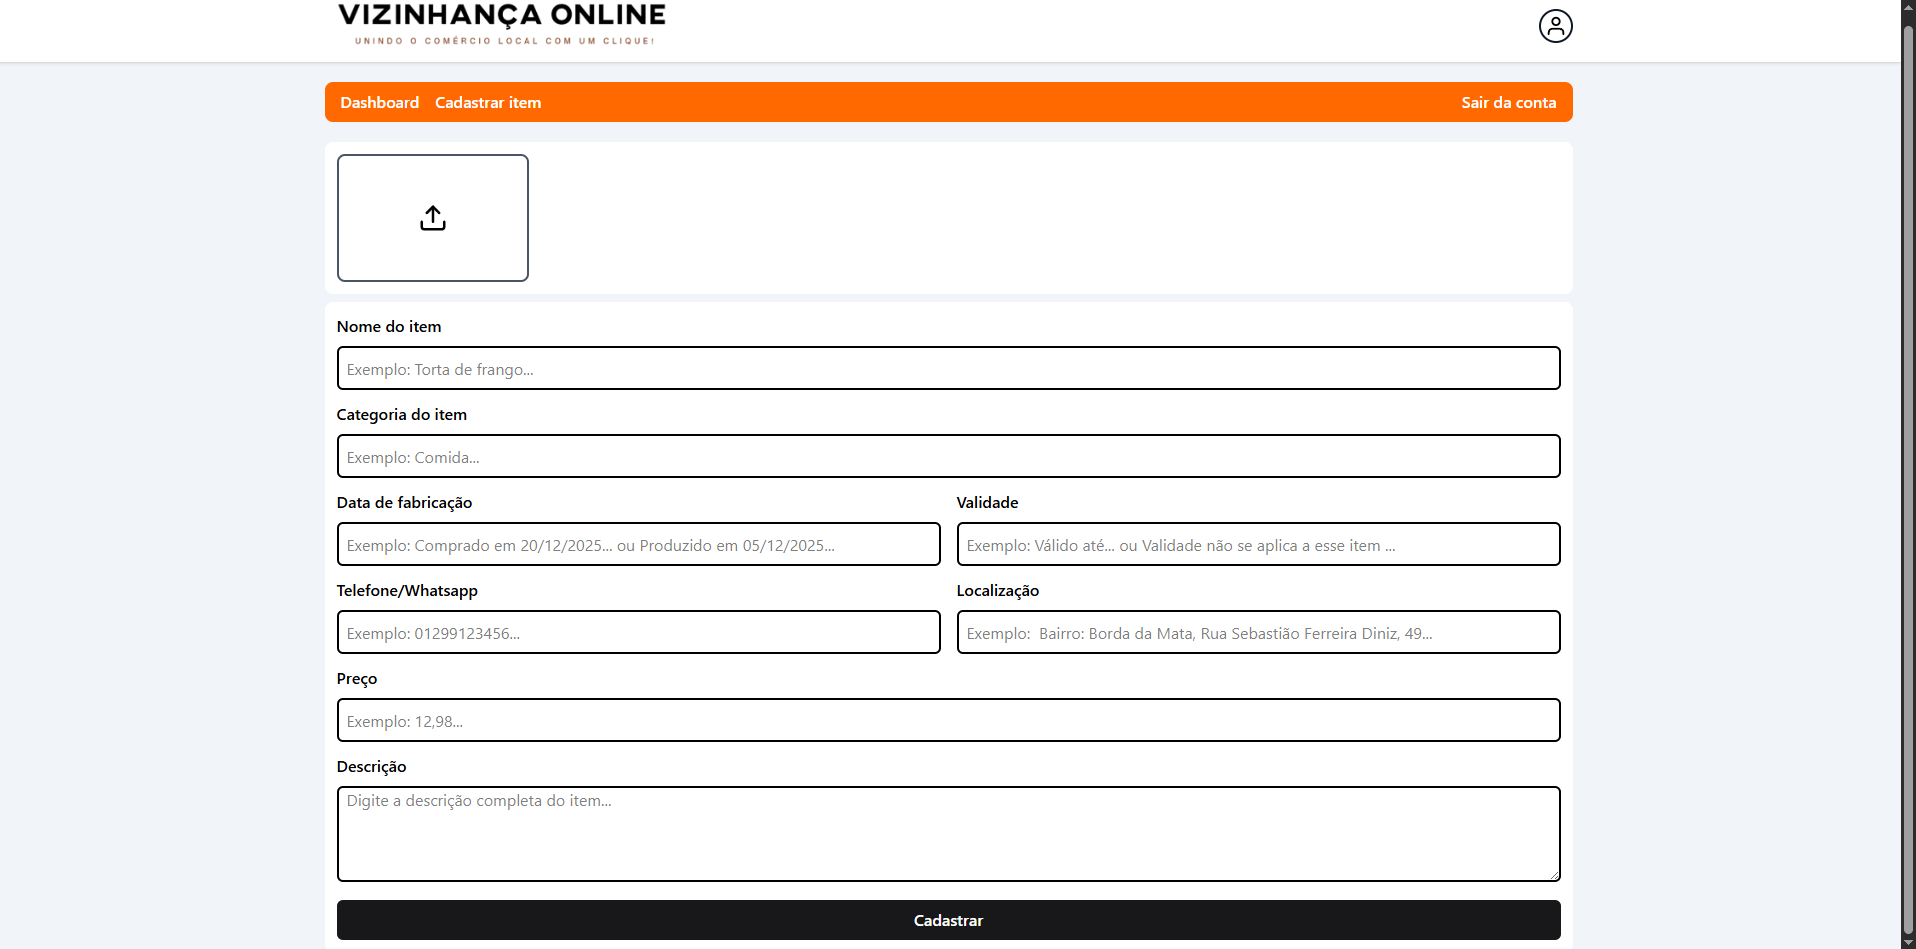 VIZINHANÇA ONLINE
UNINDO O COMÉRCIO LOCAL COM UM CLIQUE!
Dashboard Cadastrar item Sair da conta
Nome do item
Exemplo: Torta de frango...
Categoria do item
Exemplo: Comida...
Data de fabricação Validade
Exemplo: Comprado em 20/12/2025... ou Produzido em 05/12/2025... Exemplo: Válido até... ou Validade não se aplica a esse item ...
Telefone/Whatsapp Localização
Exemplo: 01299123456... Exemplo:  Bairro: Borda da Mata, Rua Sebastião Ferreira Diniz, 49...
Preço
Exemplo: 12,98...
Descrição
Digite a descrição completa do item...
Cadastrar